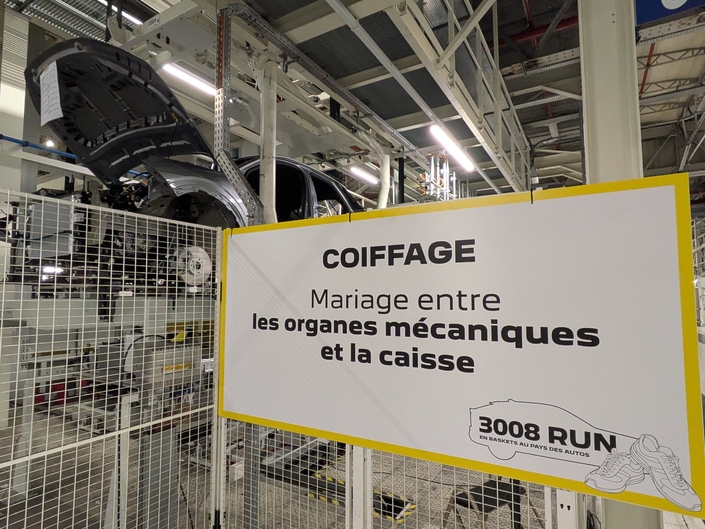 COIFFAGE
Mariage entre
les organes mécaniques
et la caisse
3008 RUN
EN BASKETS AU PAYS DES AUTOS